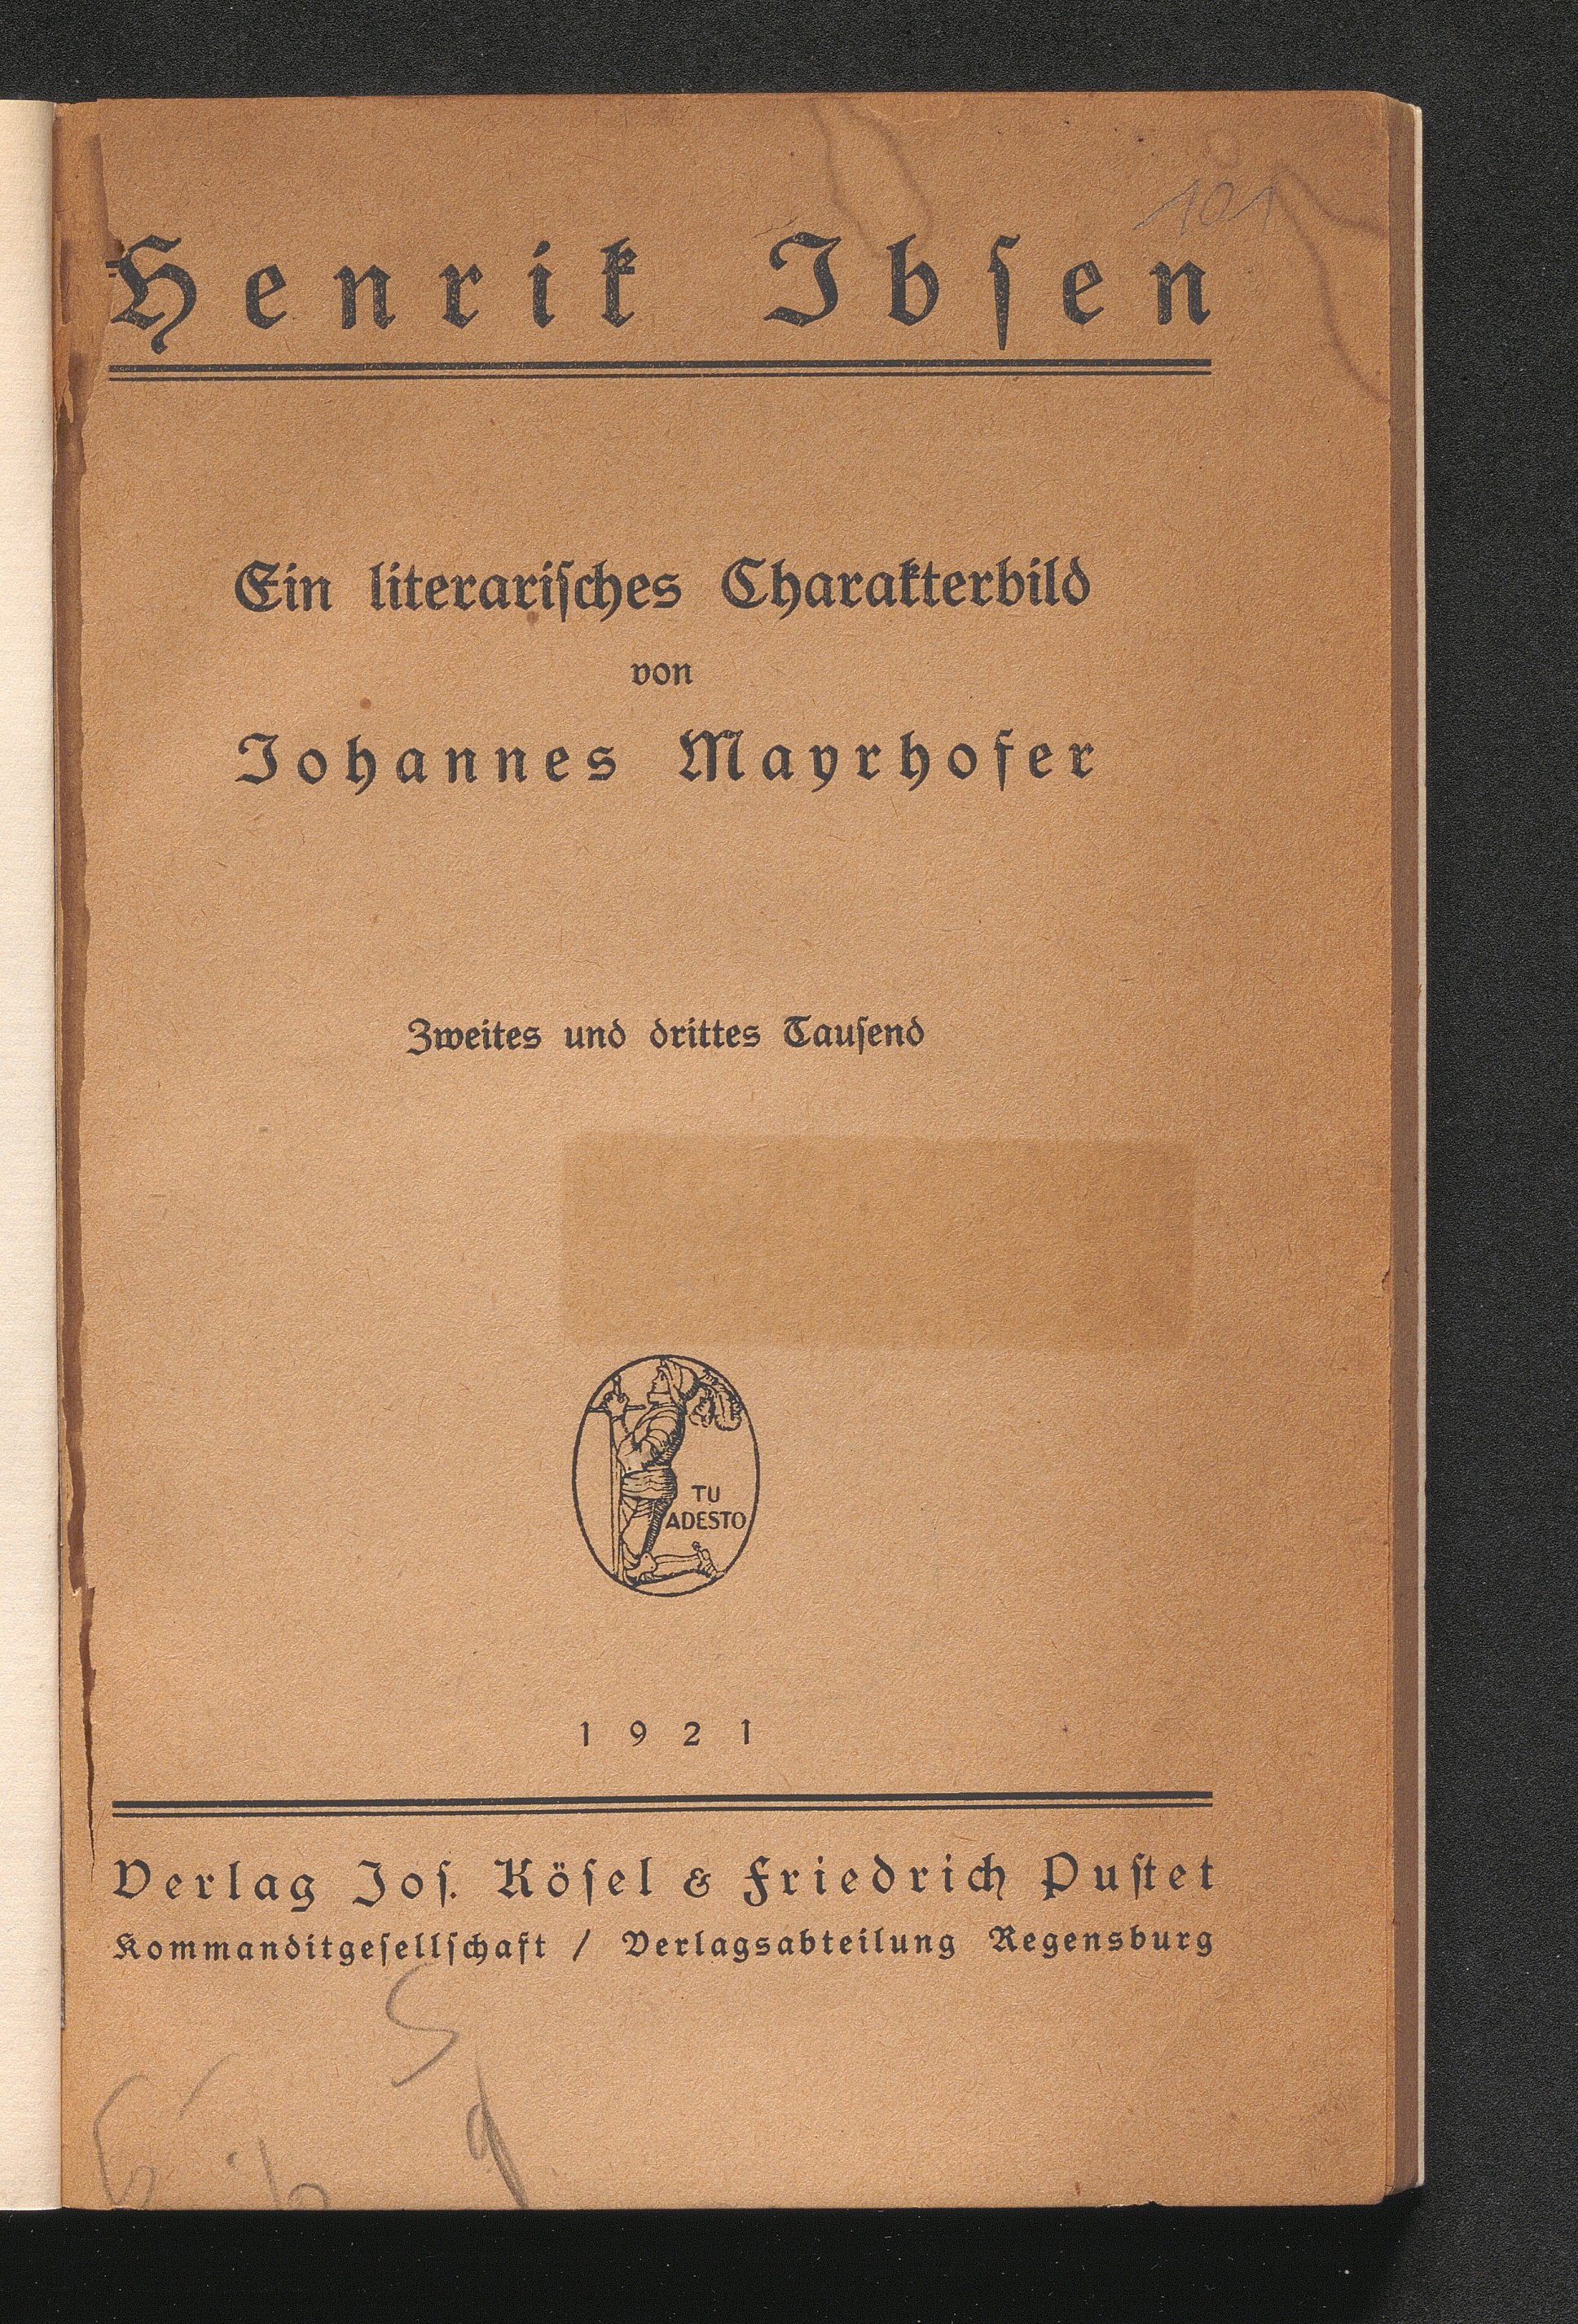 101
Henrik Ibſen
Ein literariſches Charakterbild
von
Johannes Mayrhofer
Zweites und drittes Tauſend
TU
ADESTO
1921
Verlag Joſ. Köſel & Friedrich Puſtet
Kommanditgeſellſchaft / Verlagsabteilung Regensburg